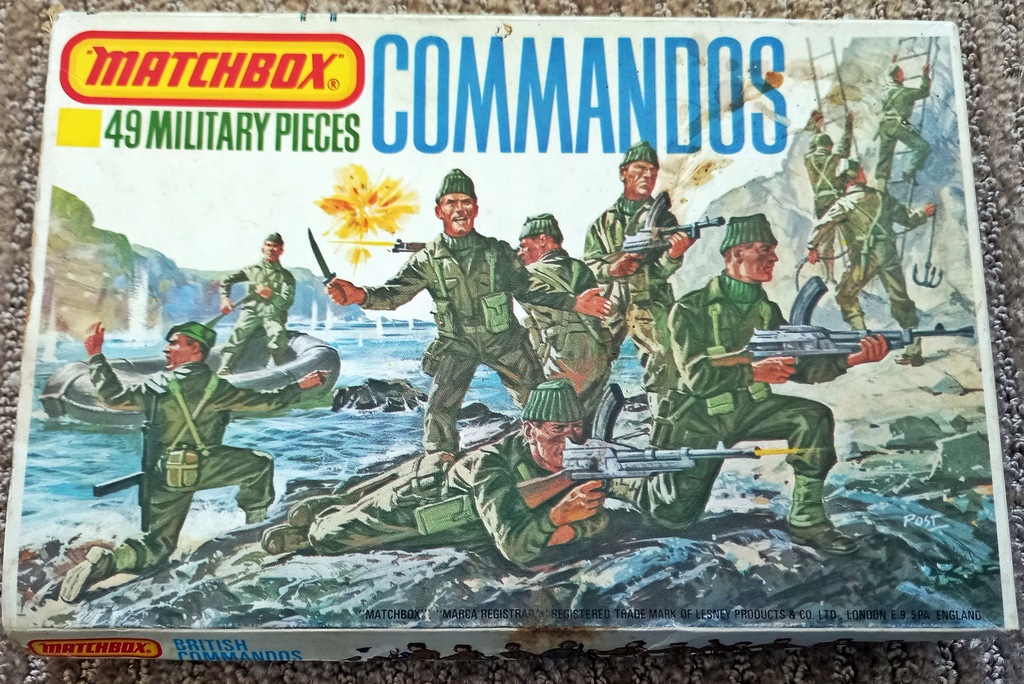 "MATCHBOX"®
COMMANDOS
49 MILITARY PIECES
POST
"MATCHBOX" "MARCA REGISTRADA" REGISTERED TRADE MARK OF LESNEY PRODUCTS & CO. LTD., LONDON E.9. 5PA ENGLAND
"MATCHBOX"
BRITISH
COMMANDOS